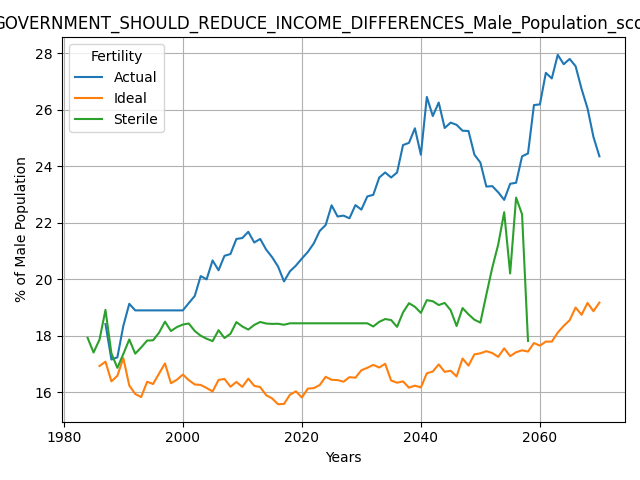 GOVERNMENT_SHOULD_REDUCE_INCOME_DIFFERENCES_Male_Population_sco
Fertility
Actual
Ideal
Sterile
% of Male Population
28
26
24
22
20
18
16
1980
2000
2020
2040
2060
Years